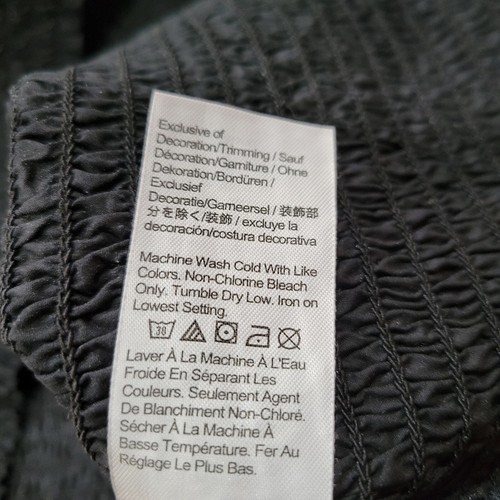 Exclusive of
Decoration/Trimming / Sauf
Décoration/Garniture / Ohne
Dekoration/Bordüren /
Exclusief
Decoratie/Garneersel / 装飾部
分を除く/装飾 / excluye la
decoración/costura decorativa
Machine Wash Cold With Like
Colors. Non-Chlorine Bleach
Only. Tumble Dry Low. Iron on
Lowest Setting.
30
Laver À La Machine À L'Eau
Froide En Séparant Les
Couleurs. Seulement Agent
De Blanchiment Non-Chloré.
Sécher À La Machine À
Basse Température. Fer Au
Réglage Le Plus Bas.